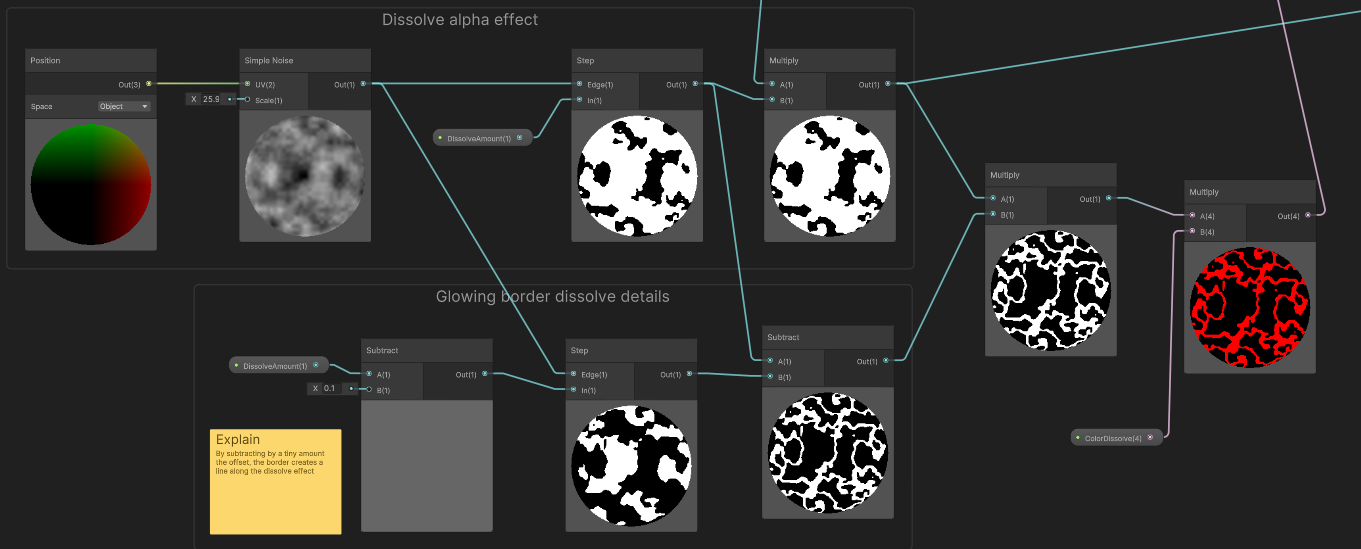 Dissolve alpha effect
Position
Out(3)
Space
Object
Simple Noise
UV(2)
Out(1)
X 25.9
Scale(1)
DissolveAmount(1)
Step
Edge(1)
Out(1)
In(1)
Multiply
A(1)
Out(1)
B(1)
Multiply
A(1)
Out(1)
B(1)
Multiply
A(4)
Out(4)
B(4)
Glowing border dissolve details
DissolveAmount(1)
X 0.1
Subtract
A(1)
Out(1)
B(1)
Step
Edge(1)
Out(1)
In(1)
Subtract
A(1)
Out(1)
B(1)
ColorDissolve(4)
Explain
By subtracting by a tiny amount
the offset, the border creates a
line along the dissolve effect